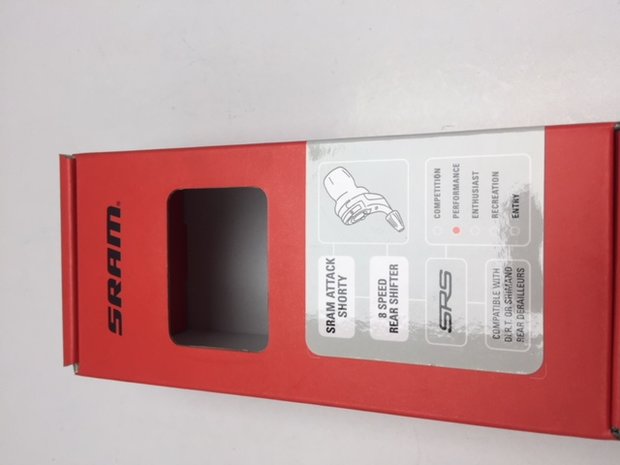 SRAM
SRAM ATTACK
SHORTY
8 SPEED
REAR SHIFTER
SRS
COMPATIBLE WITH
DI.R.T. OR SHIMANO
REAR DERAILLEURS
COMPETITION
PERFORMANCE
ENTHUSIAST
RECREATION
ENTRY